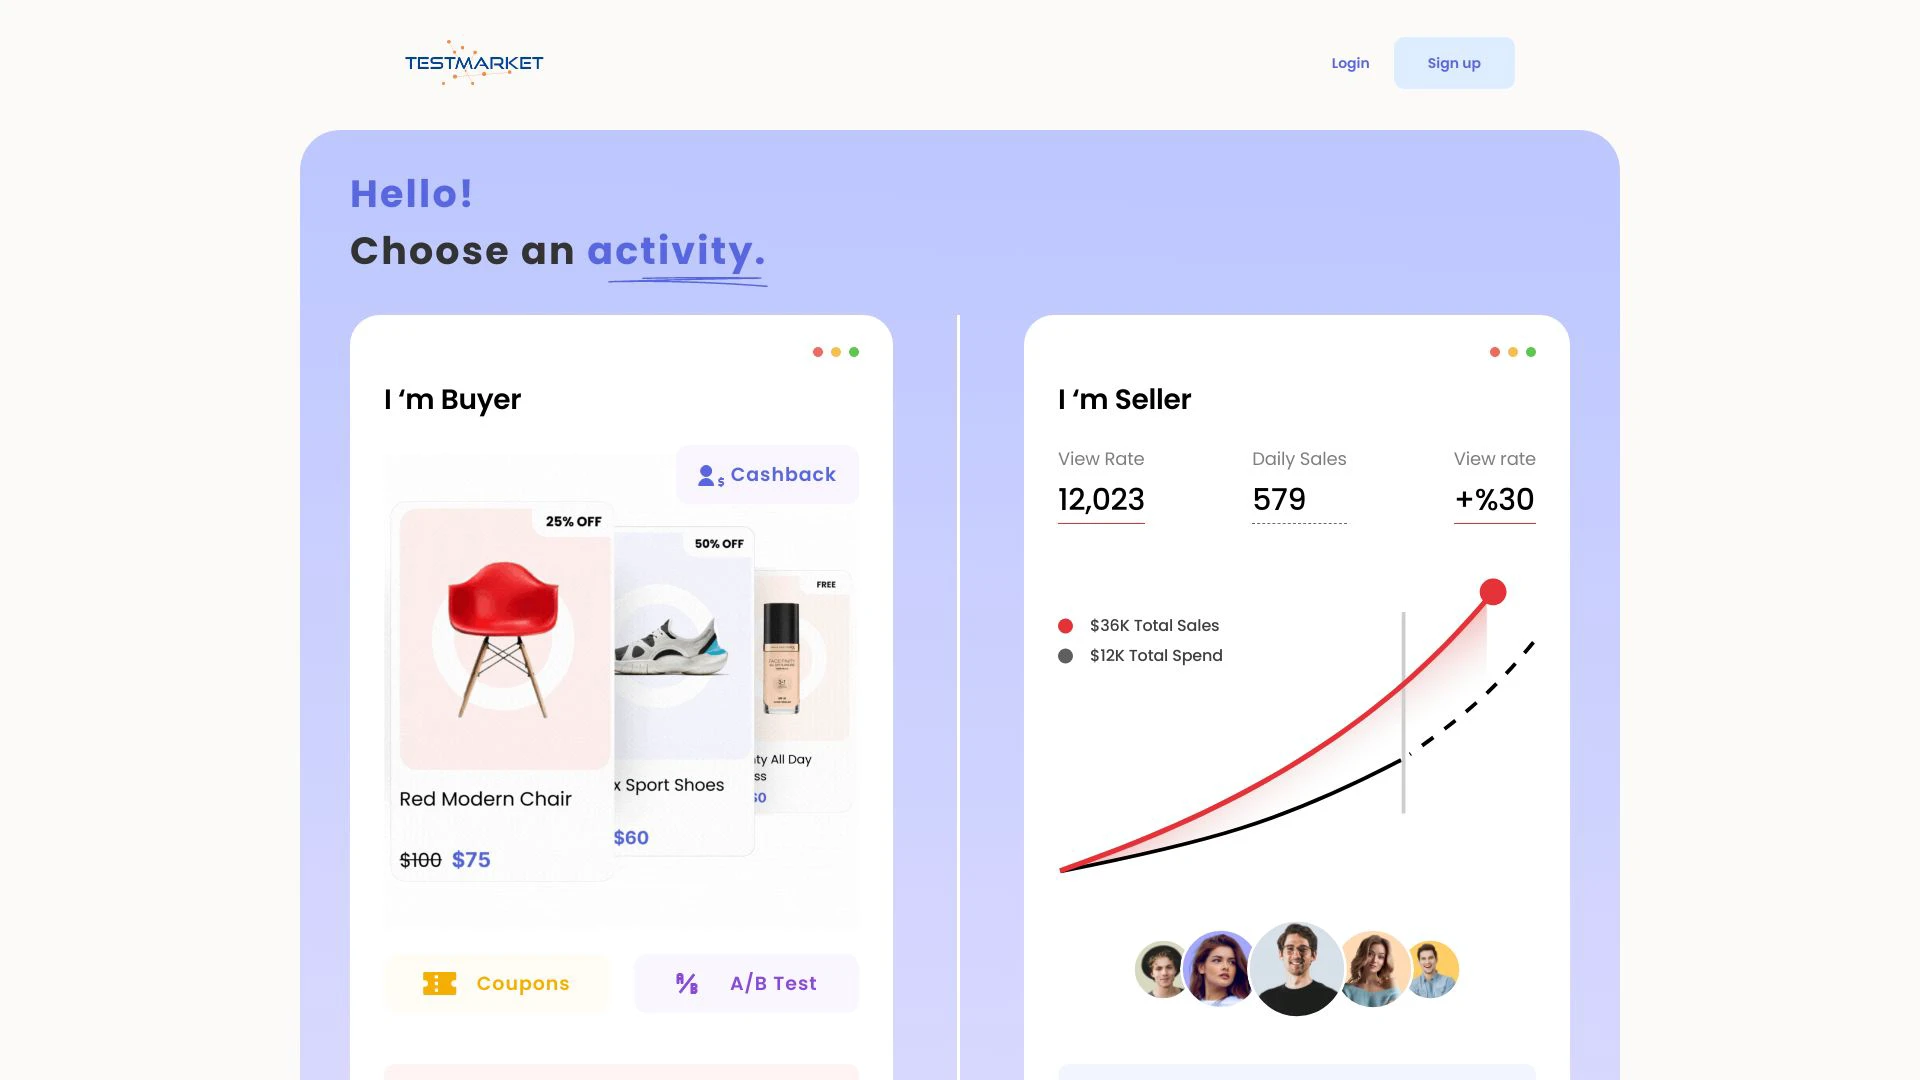 TESTMARKET
Login
Sign up
Hello!
Choose an activity.
I ‘m Buyer
Cashback
25% OFF
50% OFF
FREE
Red Modern Chair
$100 $75
x Sport Shoes
$60
ty All Day
ss
$0
Coupons
A/B Test
I ‘m Seller
View Rate
Daily Sales
View rate
12,023
579
+%30
$36K Total Sales
$12K Total Spend